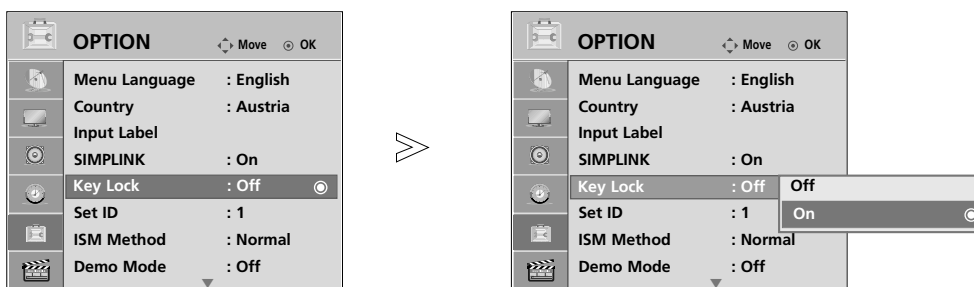 OPTION Move OK
Menu Language : English
Country : Austria
Input Label
SIMPLINK : On
Key Lock : Off
Set ID : 1
ISM Method : Normal
Demo Mode : Off
OPTION Move OK
Menu Language : English
Country : Austria
Input Label
SIMPLINK : On
Key Lock : Off
Off
On
Set ID : 1
ISM Method : Normal
Demo Mode : Off